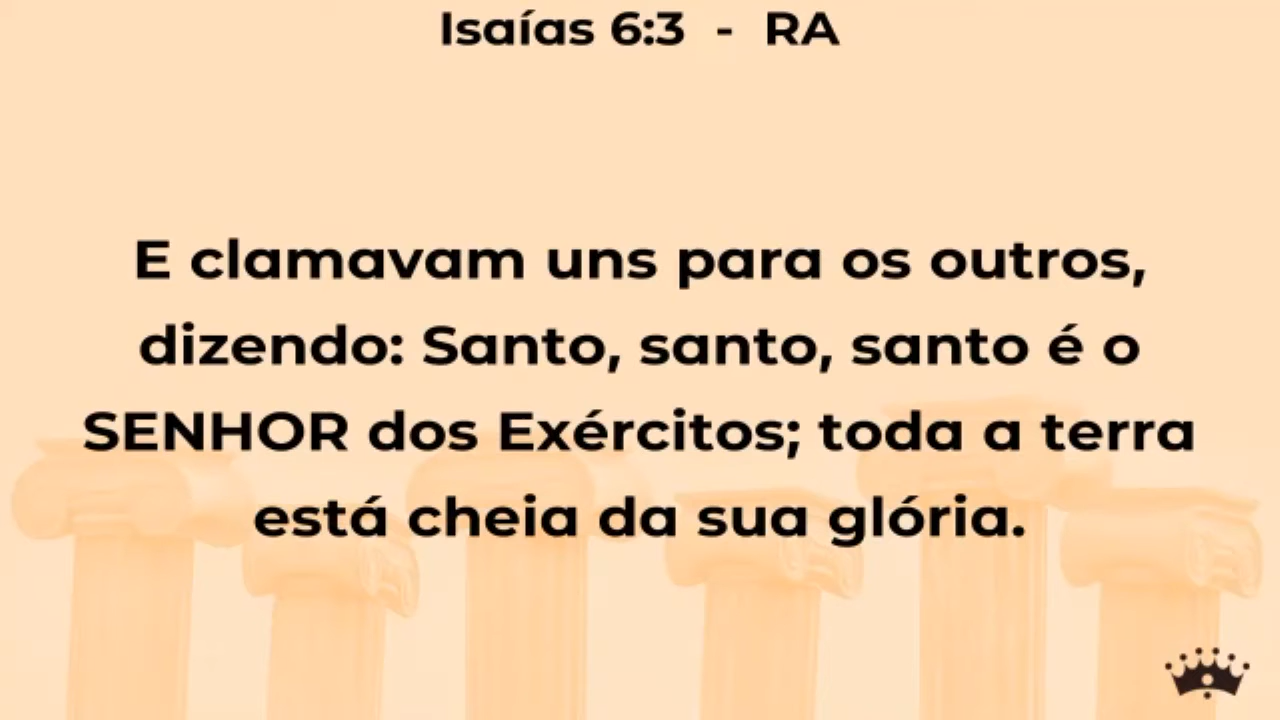 Isaías 6:3 - RA
E clamavam uns para os outros,
dizendo: Santo, santo, santo é o
SENHOR dos Exércitos; toda a terra
está cheia da sua glória.